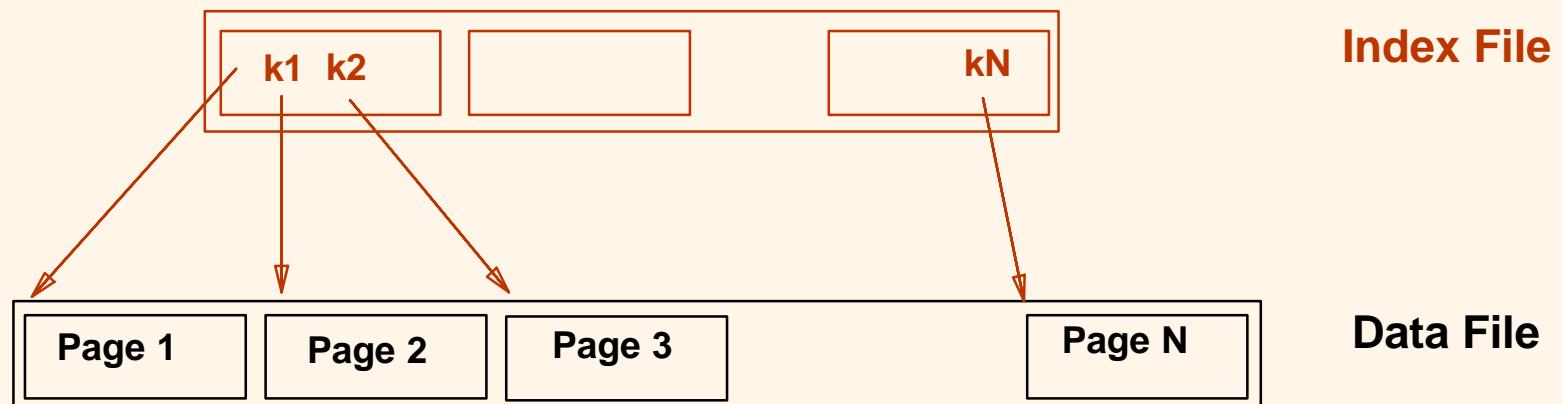 k1 k2
kN
Index File
Page 1
Page 2
Page 3
Page N
Data File